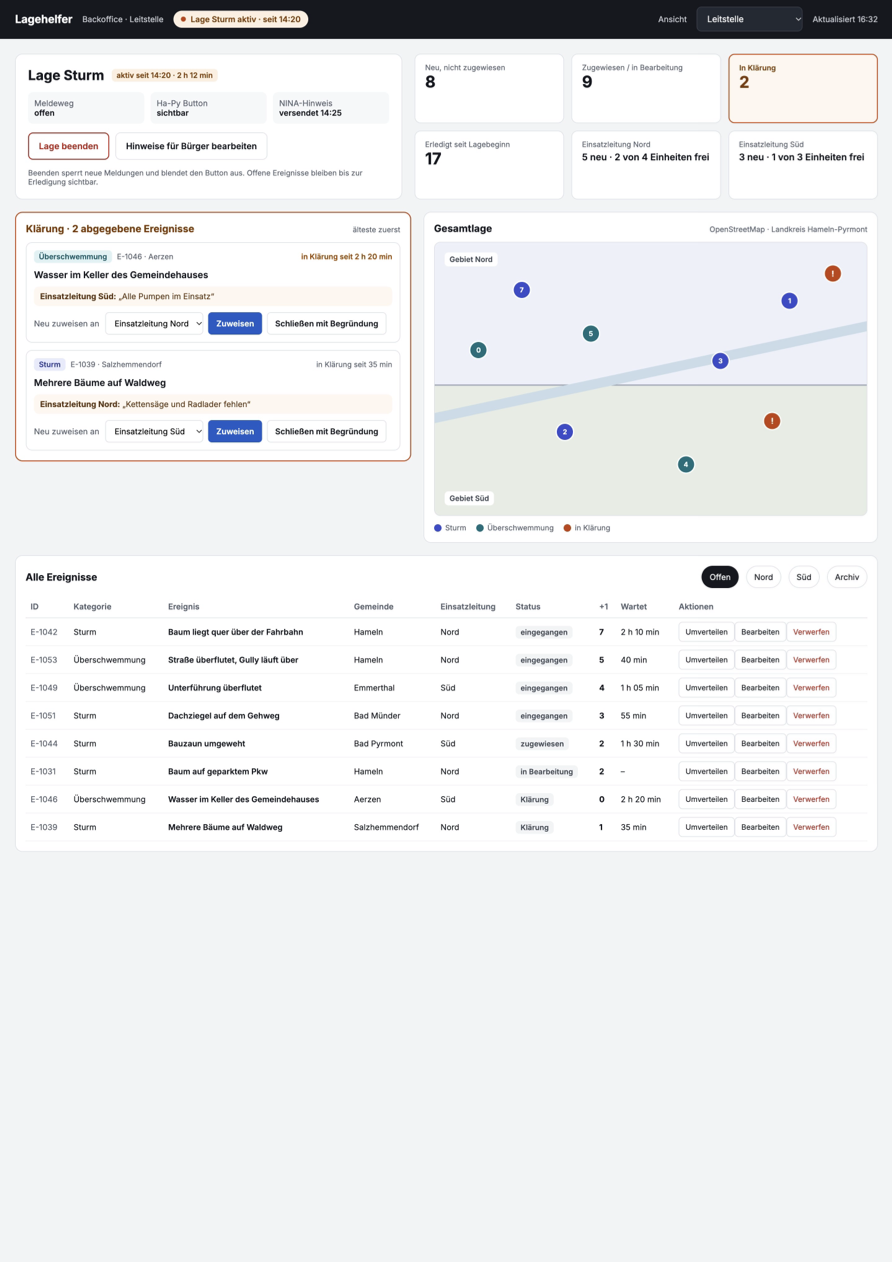 Lagehelfer Backoffice · Leitstelle Lage Sturm aktiv · seit 14:20 Ansicht Leitstelle Aktualisiert 16:32
Lage Sturm aktiv seit 14:20 · 2 h 12 min
Meldeweg
offen
Ha-Py Button
sichtbar
NINA-Hinweis
versendet 14:25
Lage beenden Hinweise für Bürger bearbeiten
Beenden sperrt neue Meldungen und blendet den Button aus. Offene Ereignisse bleiben bis zur
Erledigung sichtbar.
Neu, nicht zugewiesen
8
Zugewiesen / in Bearbeitung
9
In Klärung
2
Erledigt seit Lagebeginn
17
Einsatzleitung Nord
5 neu · 2 von 4 Einheiten frei
Einsatzleitung Süd
3 neu · 1 von 3 Einheiten frei
Klärung · 2 abgegebene Ereignisse älteste zuerst
Überschwemmung E-1046 · Aerzen in Klärung seit 2 h 20 min
Wasser im Keller des Gemeindehauses
Einsatzleitung Süd: „Alle Pumpen im Einsatz“
Neu zuweisen an Einsatzleitung Nord Zuweisen Schließen mit Begründung
Sturm E-1039 · Salzhemmendorf in Klärung seit 35 min
Mehrere Bäume auf Waldweg
Einsatzleitung Nord: „Kettensäge und Radlader fehlen“
Neu zuweisen an Einsatzleitung Süd Zuweisen Schließen mit Begründung
Gesamtlage OpenStreetMap · Landkreis Hameln-Pyrmont
Gebiet Nord
!
7
1
5
0
3
!
2
4
Gebiet Süd
Sturm Überschwemmung in Klärung
Alle Ereignisse Offen Nord Süd Archiv
ID Kategorie Ereignis Gemeinde Einsatzleitung Status +1 Wartet Aktionen
E-1042 Sturm Baum liegt quer über der Fahrbahn Hameln Nord eingegangen 7 2 h 10 min Umverteilen Bearbeiten Verwerfen
E-1053 Überschwemmung Straße überflutet, Gully läuft über Hameln Nord eingegangen 5 40 min Umverteilen Bearbeiten Verwerfen
E-1049 Überschwemmung Unterführung überflutet Emmerthal Süd eingegangen 4 1 h 05 min Umverteilen Bearbeiten Verwerfen
E-1051 Sturm Dachziegel auf dem Gehweg Bad Münder Nord eingegangen 3 55 min Umverteilen Bearbeiten Verwerfen
E-1044 Sturm Bauzaun umgeweht Bad Pyrmont Süd zugewiesen 2 1 h 30 min Umverteilen Bearbeiten Verwerfen
E-1031 Sturm Baum auf geparktem Pkw Hameln Nord in Bearbeitung 2 – Umverteilen Bearbeiten Verwerfen
E-1046 Überschwemmung Wasser im Keller des Gemeindehauses Aerzen Süd Klärung 0 2 h 20 min Umverteilen Bearbeiten Verwerfen
E-1039 Sturm Mehrere Bäume auf Waldweg Salzhemmendorf Nord Klärung 1 35 min Umverteilen Bearbeiten Verwerfen